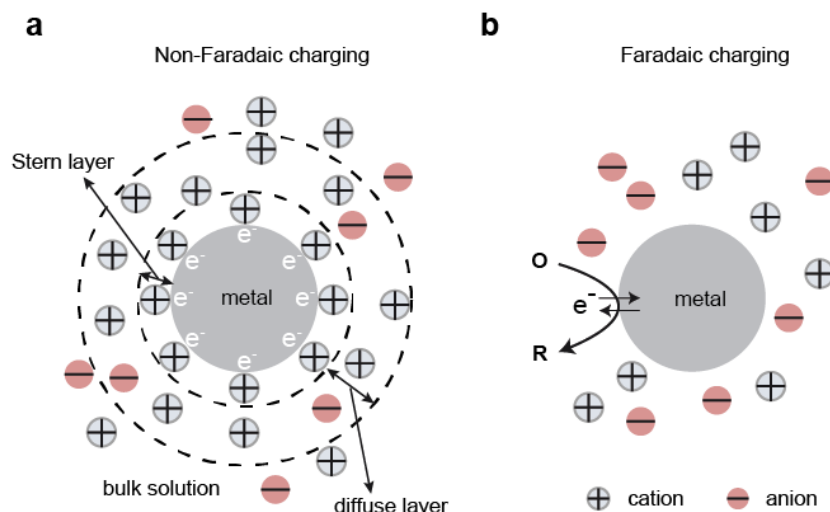 a
Non-Faradaic charging
Stern layer
e⁻
e⁻
e⁻
e⁻
metal
e⁻
e⁻
e⁻
e⁻
bulk solution
diffuse layer
b
Faradaic charging
O
e⁻
metal
R
cation
anion